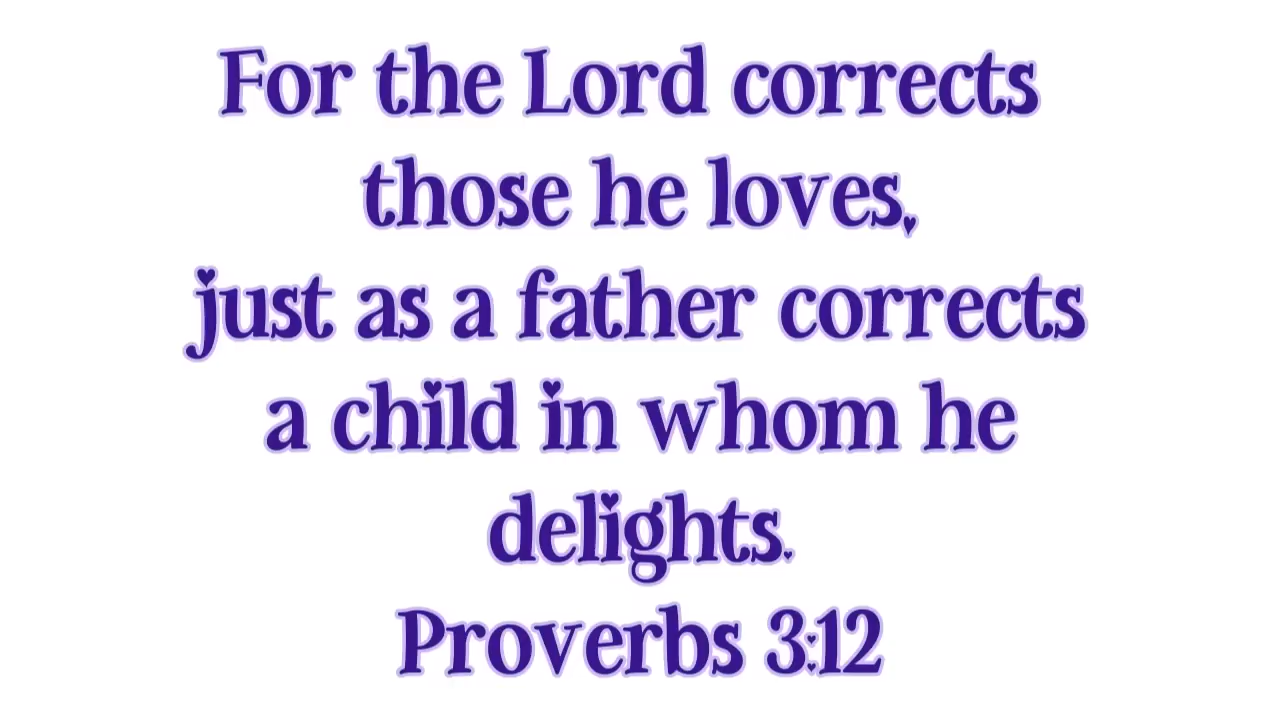 For the Lord corrects
those he loves,
just as a father corrects
a child in whom he
delights.
Proverbs 3:12